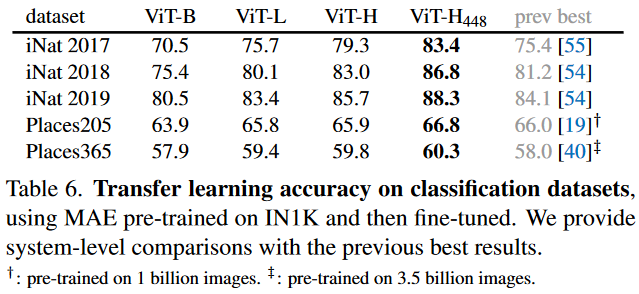 dataset ViT-B ViT-L ViT-H ViT-H₄₄₈ prev best
iNat 2017 70.5 75.7 79.3 83.4 75.4 [55]
iNat 2018 75.4 80.1 83.0 86.8 81.2 [54]
iNat 2019 80.5 83.4 85.7 88.3 84.1 [54]
Places205 63.9 65.8 65.9 66.8 66.0 [19]†
Places365 57.9 59.4 59.8 60.3 58.0 [40]‡
Table 6. Transfer learning accuracy on classification datasets,
using MAE pre-trained on IN1K and then fine-tuned. We provide
system-level comparisons with the previous best results.
†: pre-trained on 1 billion images. ‡: pre-trained on 3.5 billion images.